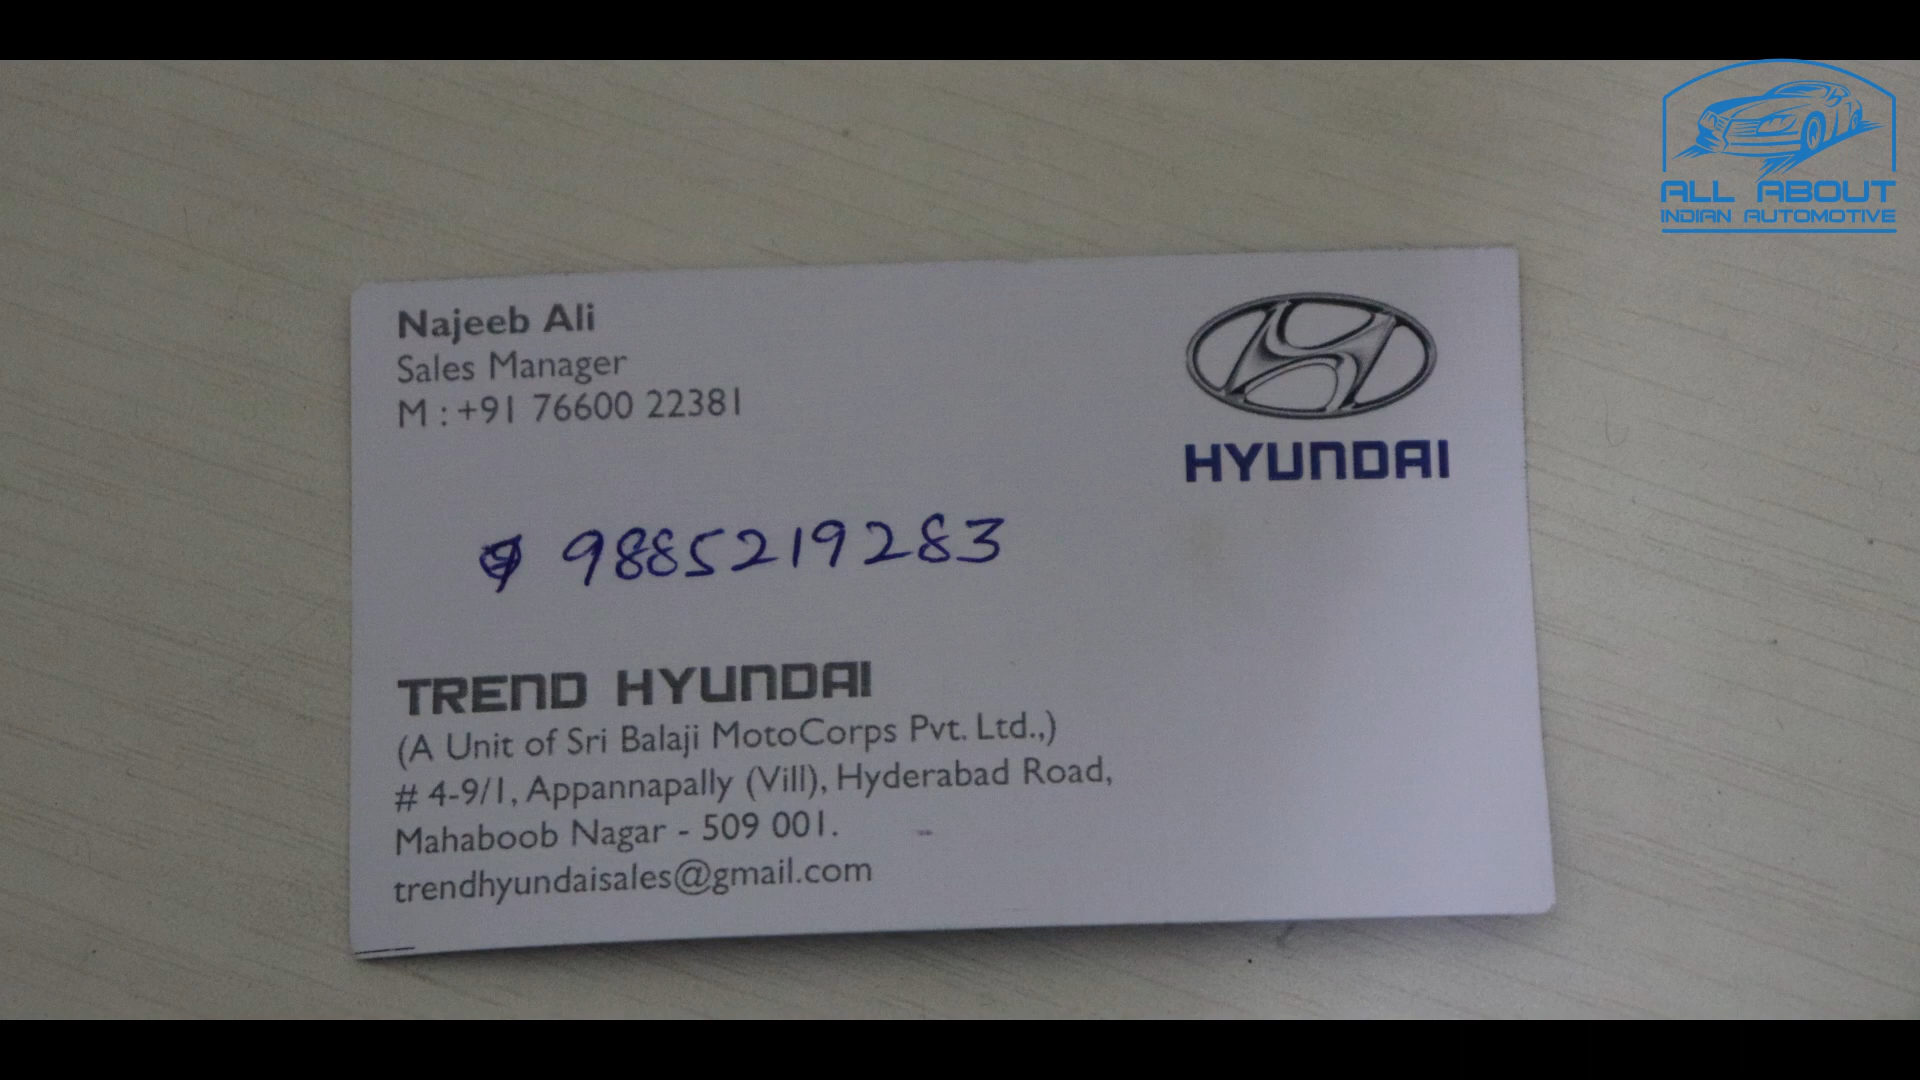 ALL ABOUT
INDIAN AUTOMOTIVE
Najeeb Ali
Sales Manager
M : +91 76600 22381
HYUNDAI
9885219283
TREND HYUNDAI
(A Unit of Sri Balaji MotoCorps Pvt. Ltd.,)
# 4-9/1, Appannapally (Vill), Hyderabad Road,
Mahaboob Nagar - 509 001.
trendhyundaisales@gmail.com